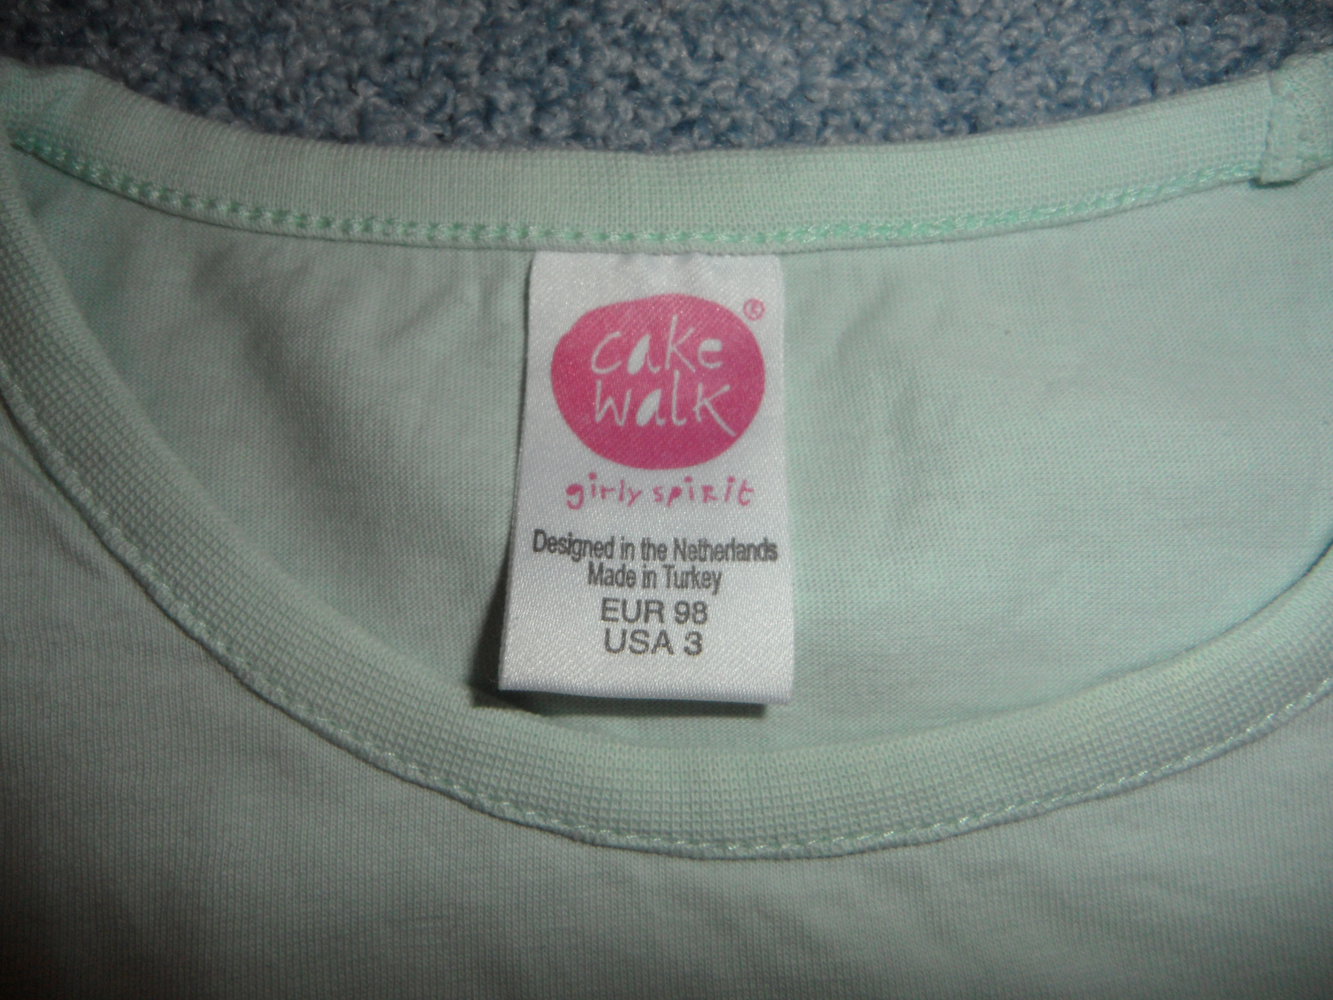 cake
walk
®
girly spirit
Designed in the Netherlands
Made in Turkey
EUR 98
USA 3